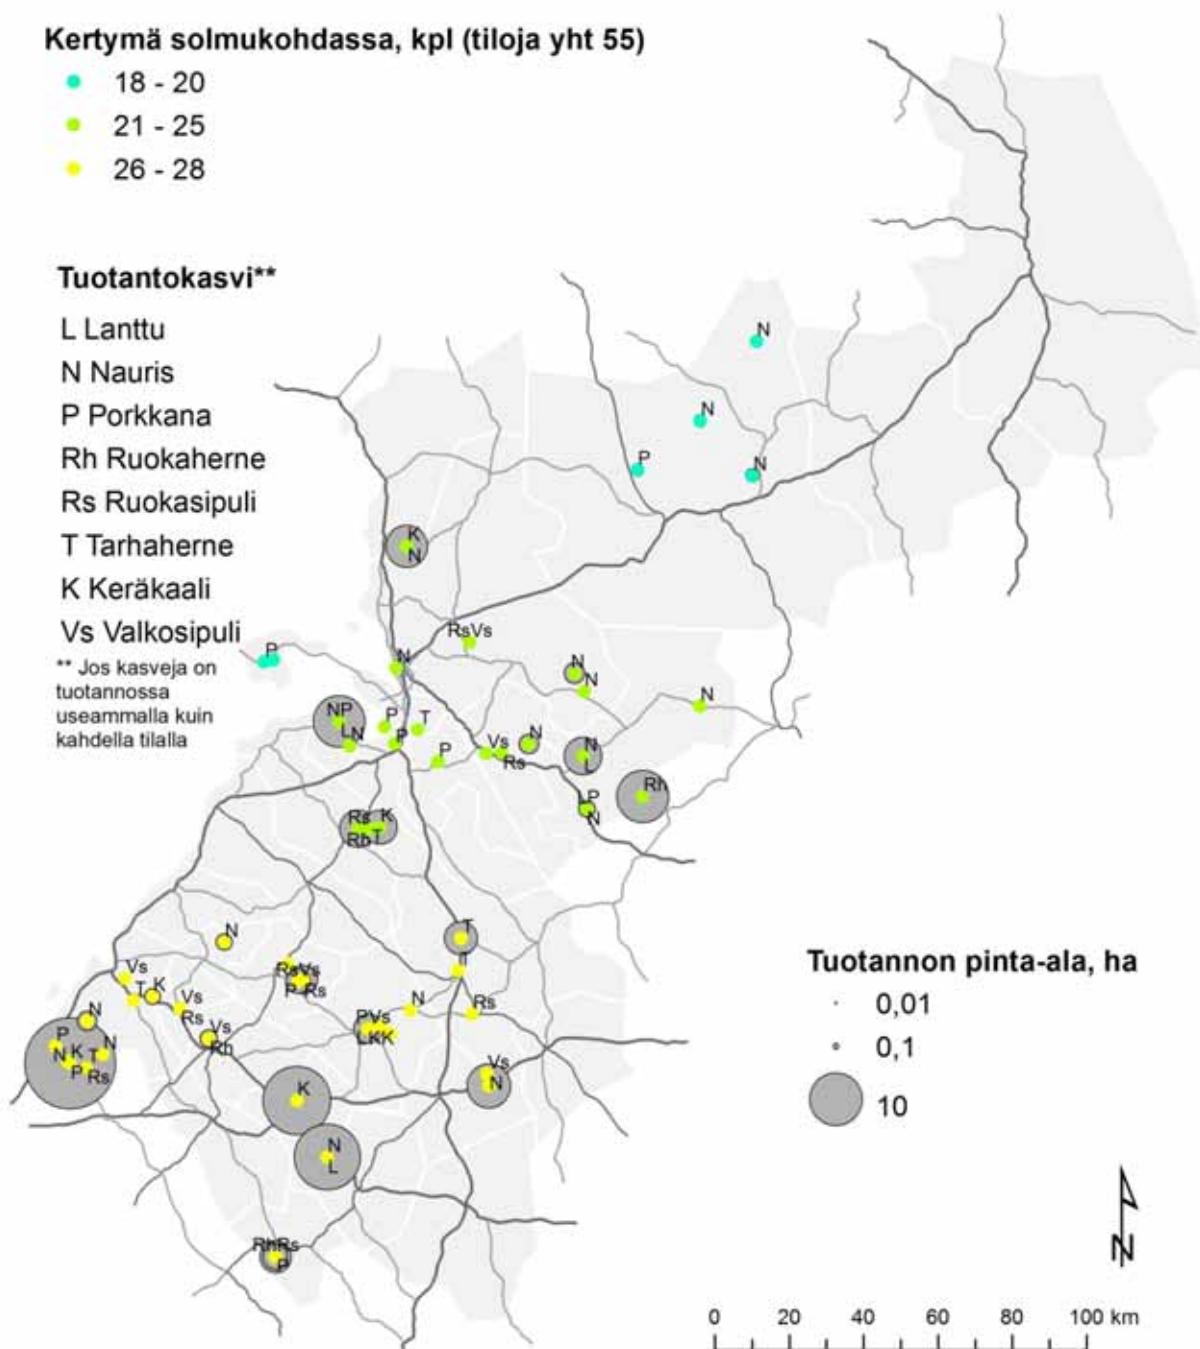 Kertymä solmukohdassa, kpl (tiloja yht 55)
18 - 20
21 - 25
26 - 28
Tuotantokasvi**
L Lanttu
N Nauris
P Porkkana
Rh Ruokaherne
Rs Ruokasipuli
T Tarhaherne
K Keräkaali
Vs Valkosipuli
** Jos kasveja on
tuotannossa
useammalla kuin
kahdella tilalla
N
N
P
N
K
N
RsVs
P
N
N
N
N
NP
LN
P
T
P
P
Vs
Rs
N
N
L
Rh
P
N
Rs
K
Rh
T
N
T
Vs
T
K
Vs
Rs
RsVs
P
Rs
N
Vs
Rh
PVs
LKK
N
Rs
P
N
K
P
T
N
Rs
Vs
N
K
N
L
RhRs
P
Tuotannon pinta-ala, ha
0,01
0,1
10
N
0 20 40 60 80 100 km